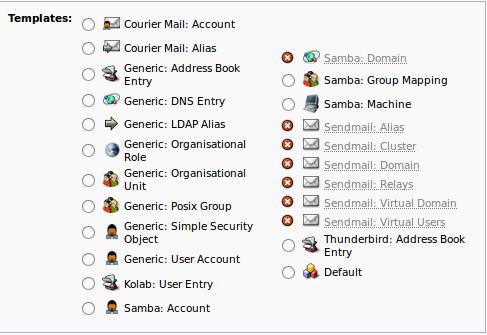 Templates:
Courier Mail: Account
Courier Mail: Alias
Generic: Address Book
Entry
Generic: DNS Entry
Generic: LDAP Alias
Generic: Organisational
Role
Generic: Organisational
Unit
Generic: Posix Group
Generic: Simple Security
Object
Generic: User Account
Kolab: User Entry
Samba: Account
Samba: Domain
Samba: Group Mapping
Samba: Machine
Sendmail: Alias
Sendmail: Cluster
Sendmail: Domain
Sendmail: Relays
Sendmail: Virtual Domain
Sendmail: Virtual Users
Thunderbird: Address Book
Entry
Default